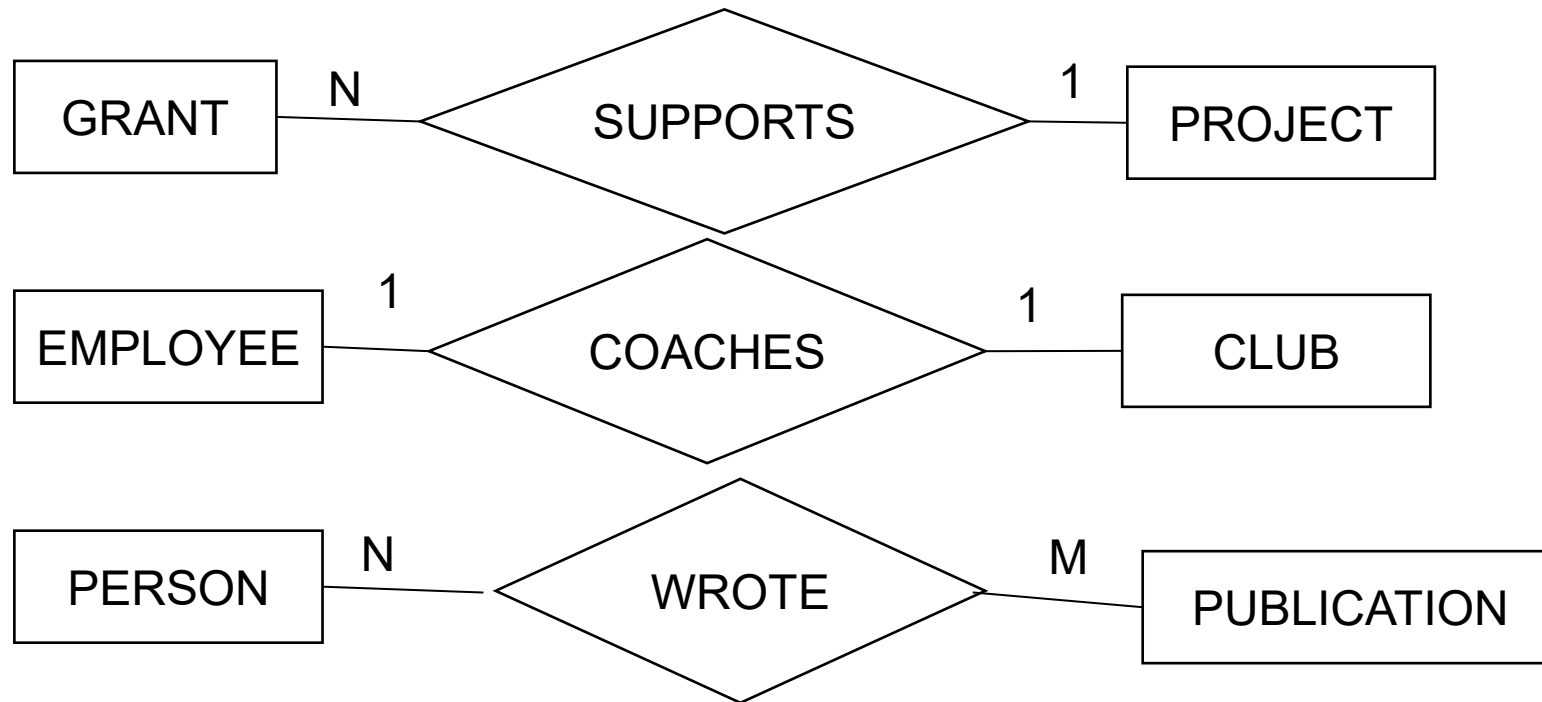 GRANT N SUPPORTS 1 PROJECT
EMPLOYEE 1 COACHES 1 CLUB
PERSON N WROTE M PUBLICATION